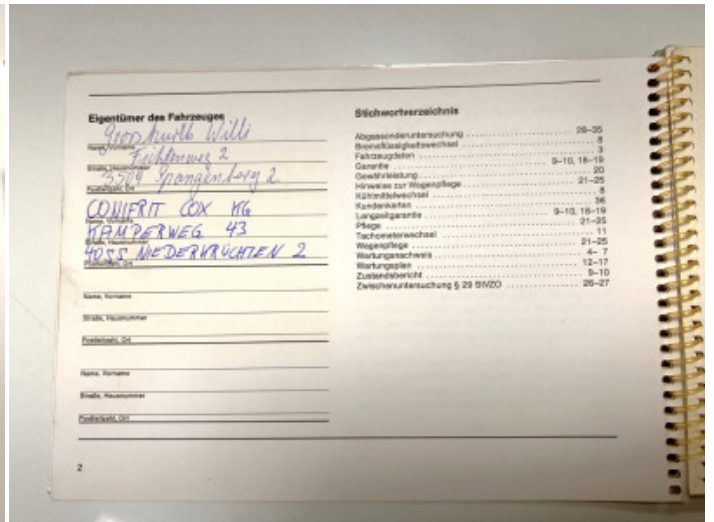 Eigentümer des Fahrzeuges
Willi
Name, Vorname
Fichtenweg 2
Straße, Hausnummer
3509 Spangenberg 2
Postleitzahl, Ort
CONIFRIT COX KG
Name, Vorname
KAMPERWEG 43
4055 NIEDERKRÜCHTEN 2
Postleitzahl, Ort
Name, Vorname
Straße, Hausnummer
Postleitzahl, Ort
Name, Vorname
Straße, Hausnummer
Postleitzahl, Ort
2
Stichwortverzeichnis
Abgassonderuntersuchung 28–35
Bremsflüssigkeitswechsel 8
Fahrzeugdaten 3
Garantie 9–10, 18–19
Gewährleistung 20
Hinweise zur Wagenpflege 21–25
Kühlmittelwechsel 8
Kundenkarten 36
Langzeitgarantie 9–10, 18–19
Pflege 21–25
Tachometerwechsel 11
Wagenpflege 21–25
Wartungsnachweis 4–7
Wartungsplan 12–17
Zustandsbericht 9–10
Zwischenuntersuchung § 29 StVZO 26–27